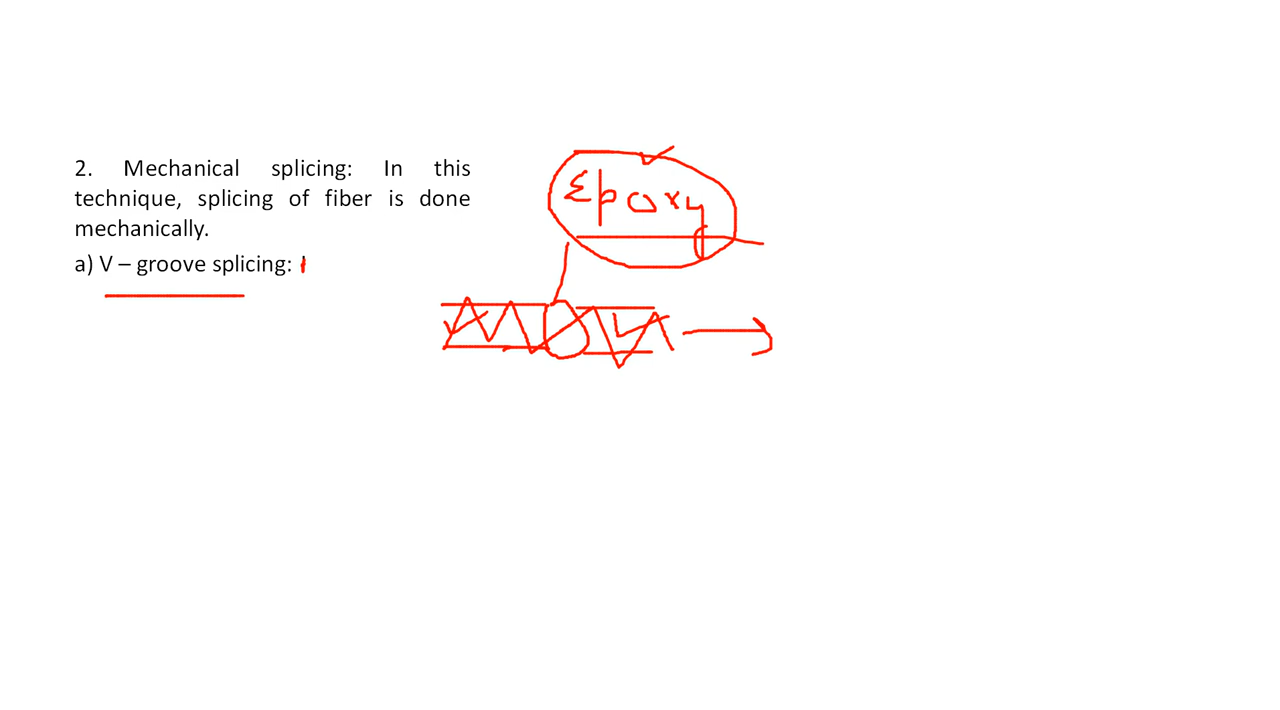 2. Mechanical splicing: In this
technique, splicing of fiber is done
mechanically.
a) V – groove splicing:
Epoxy